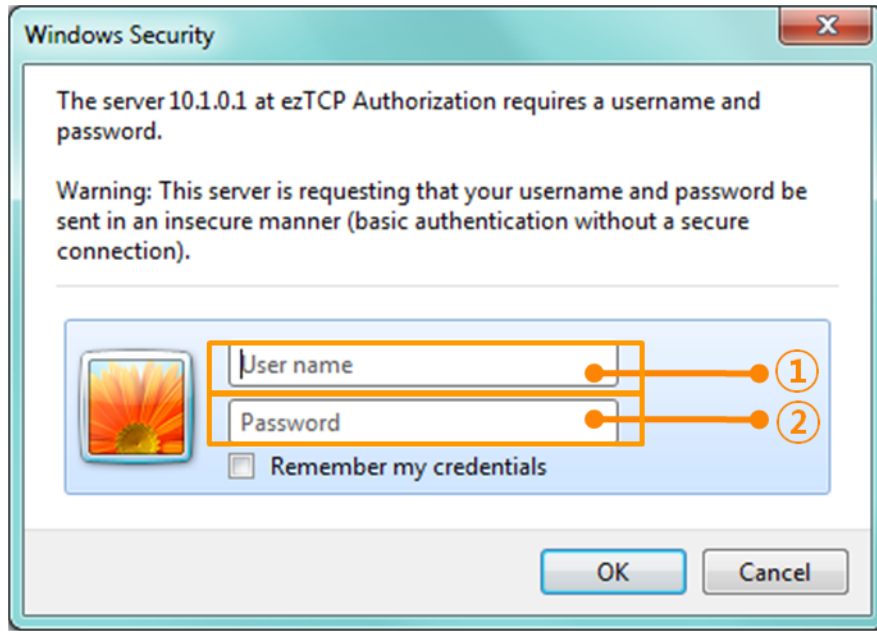 Windows Security
The server 10.1.0.1 at ezTCP Authorization requires a username and
password.
Warning: This server is requesting that your username and password be
sent in an insecure manner (basic authentication without a secure
connection).
User name
①
Password
②
Remember my credentials
OK
Cancel